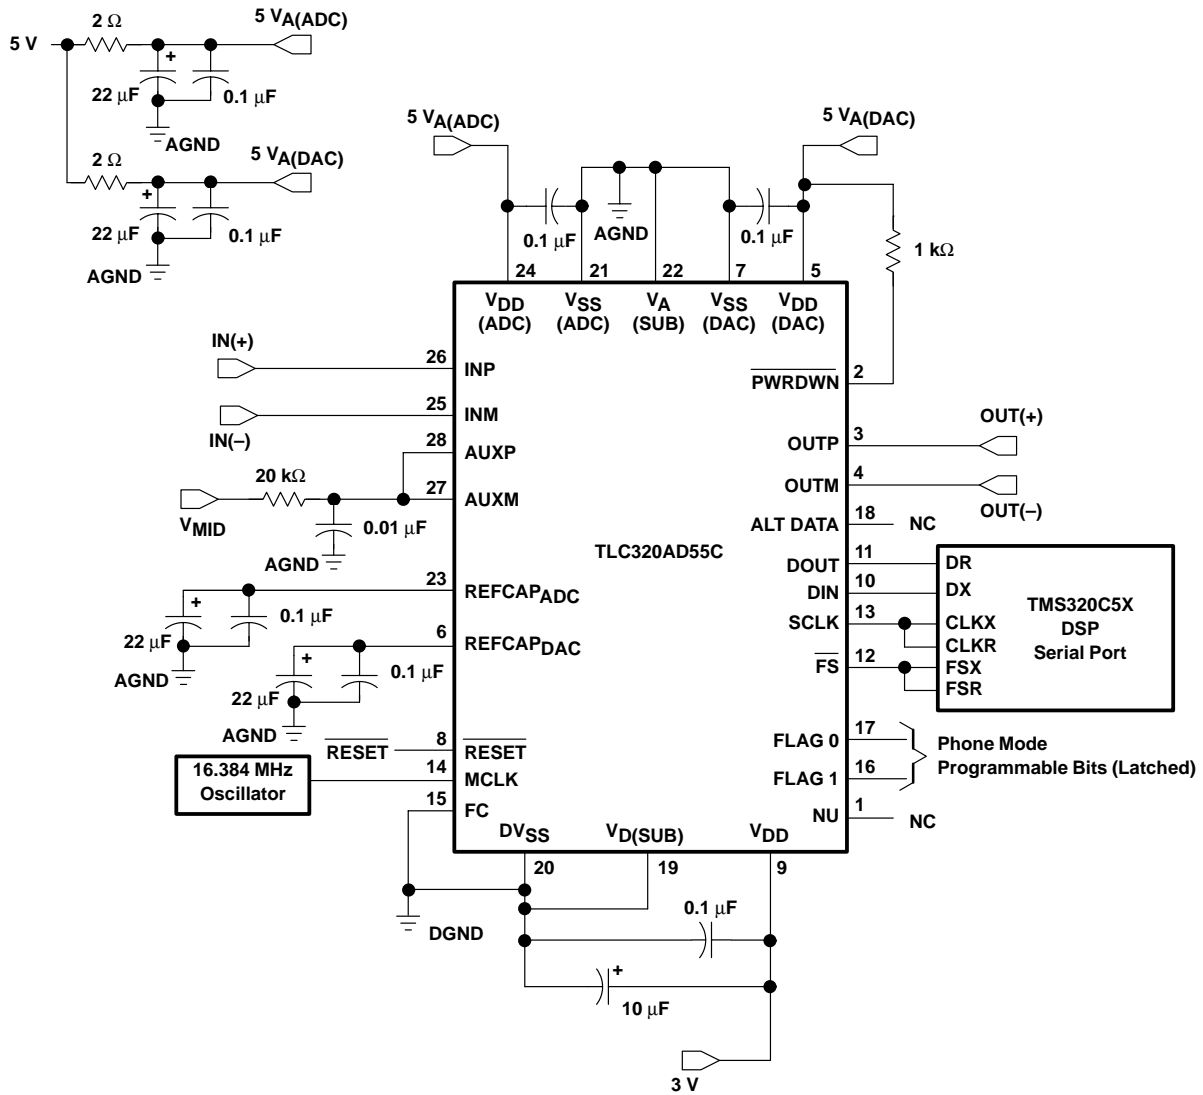 5 V
2 Ω
5 VA(ADC)
+
22 μF
0.1 μF
AGND
2 Ω
5 VA(DAC)
+
22 μF
0.1 μF
AGND
5 VA(ADC)
5 VA(DAC)
0.1 μF
AGND
0.1 μF
1 kΩ
24
21
22
7
5
VDD (ADC)
VSS (ADC)
VA (SUB)
VSS (DAC)
VDD (DAC)
IN(+)
26
INP
25
INM
IN(–)
28
AUXP
20 kΩ
27
AUXM
VMID
0.01 μF
AGND
23
REFCAPADC
+
22 μF
0.1 μF
AGND
6
REFCAPDAC
+
22 μF
0.1 μF
AGND
RESET
8
RESET
16.384 MHz
Oscillator
14
MCLK
15
FC
TLC320AD55C
PWRDWN
2
OUTP
3
OUT(+)
OUTM
4
OUT(–)
ALT DATA
18
NC
DOUT
11
DR
DIN
10
DX
SCLK
13
CLKX
CLKR
FS
12
FSX
FSR
TMS320C5X
DSP
Serial Port
FLAG 0
17
FLAG 1
16
Phone Mode
Programmable Bits (Latched)
NU
1
NC
DVSS
VD(SUB)
VDD
20
19
9
DGND
0.1 μF
+
10 μF
3 V